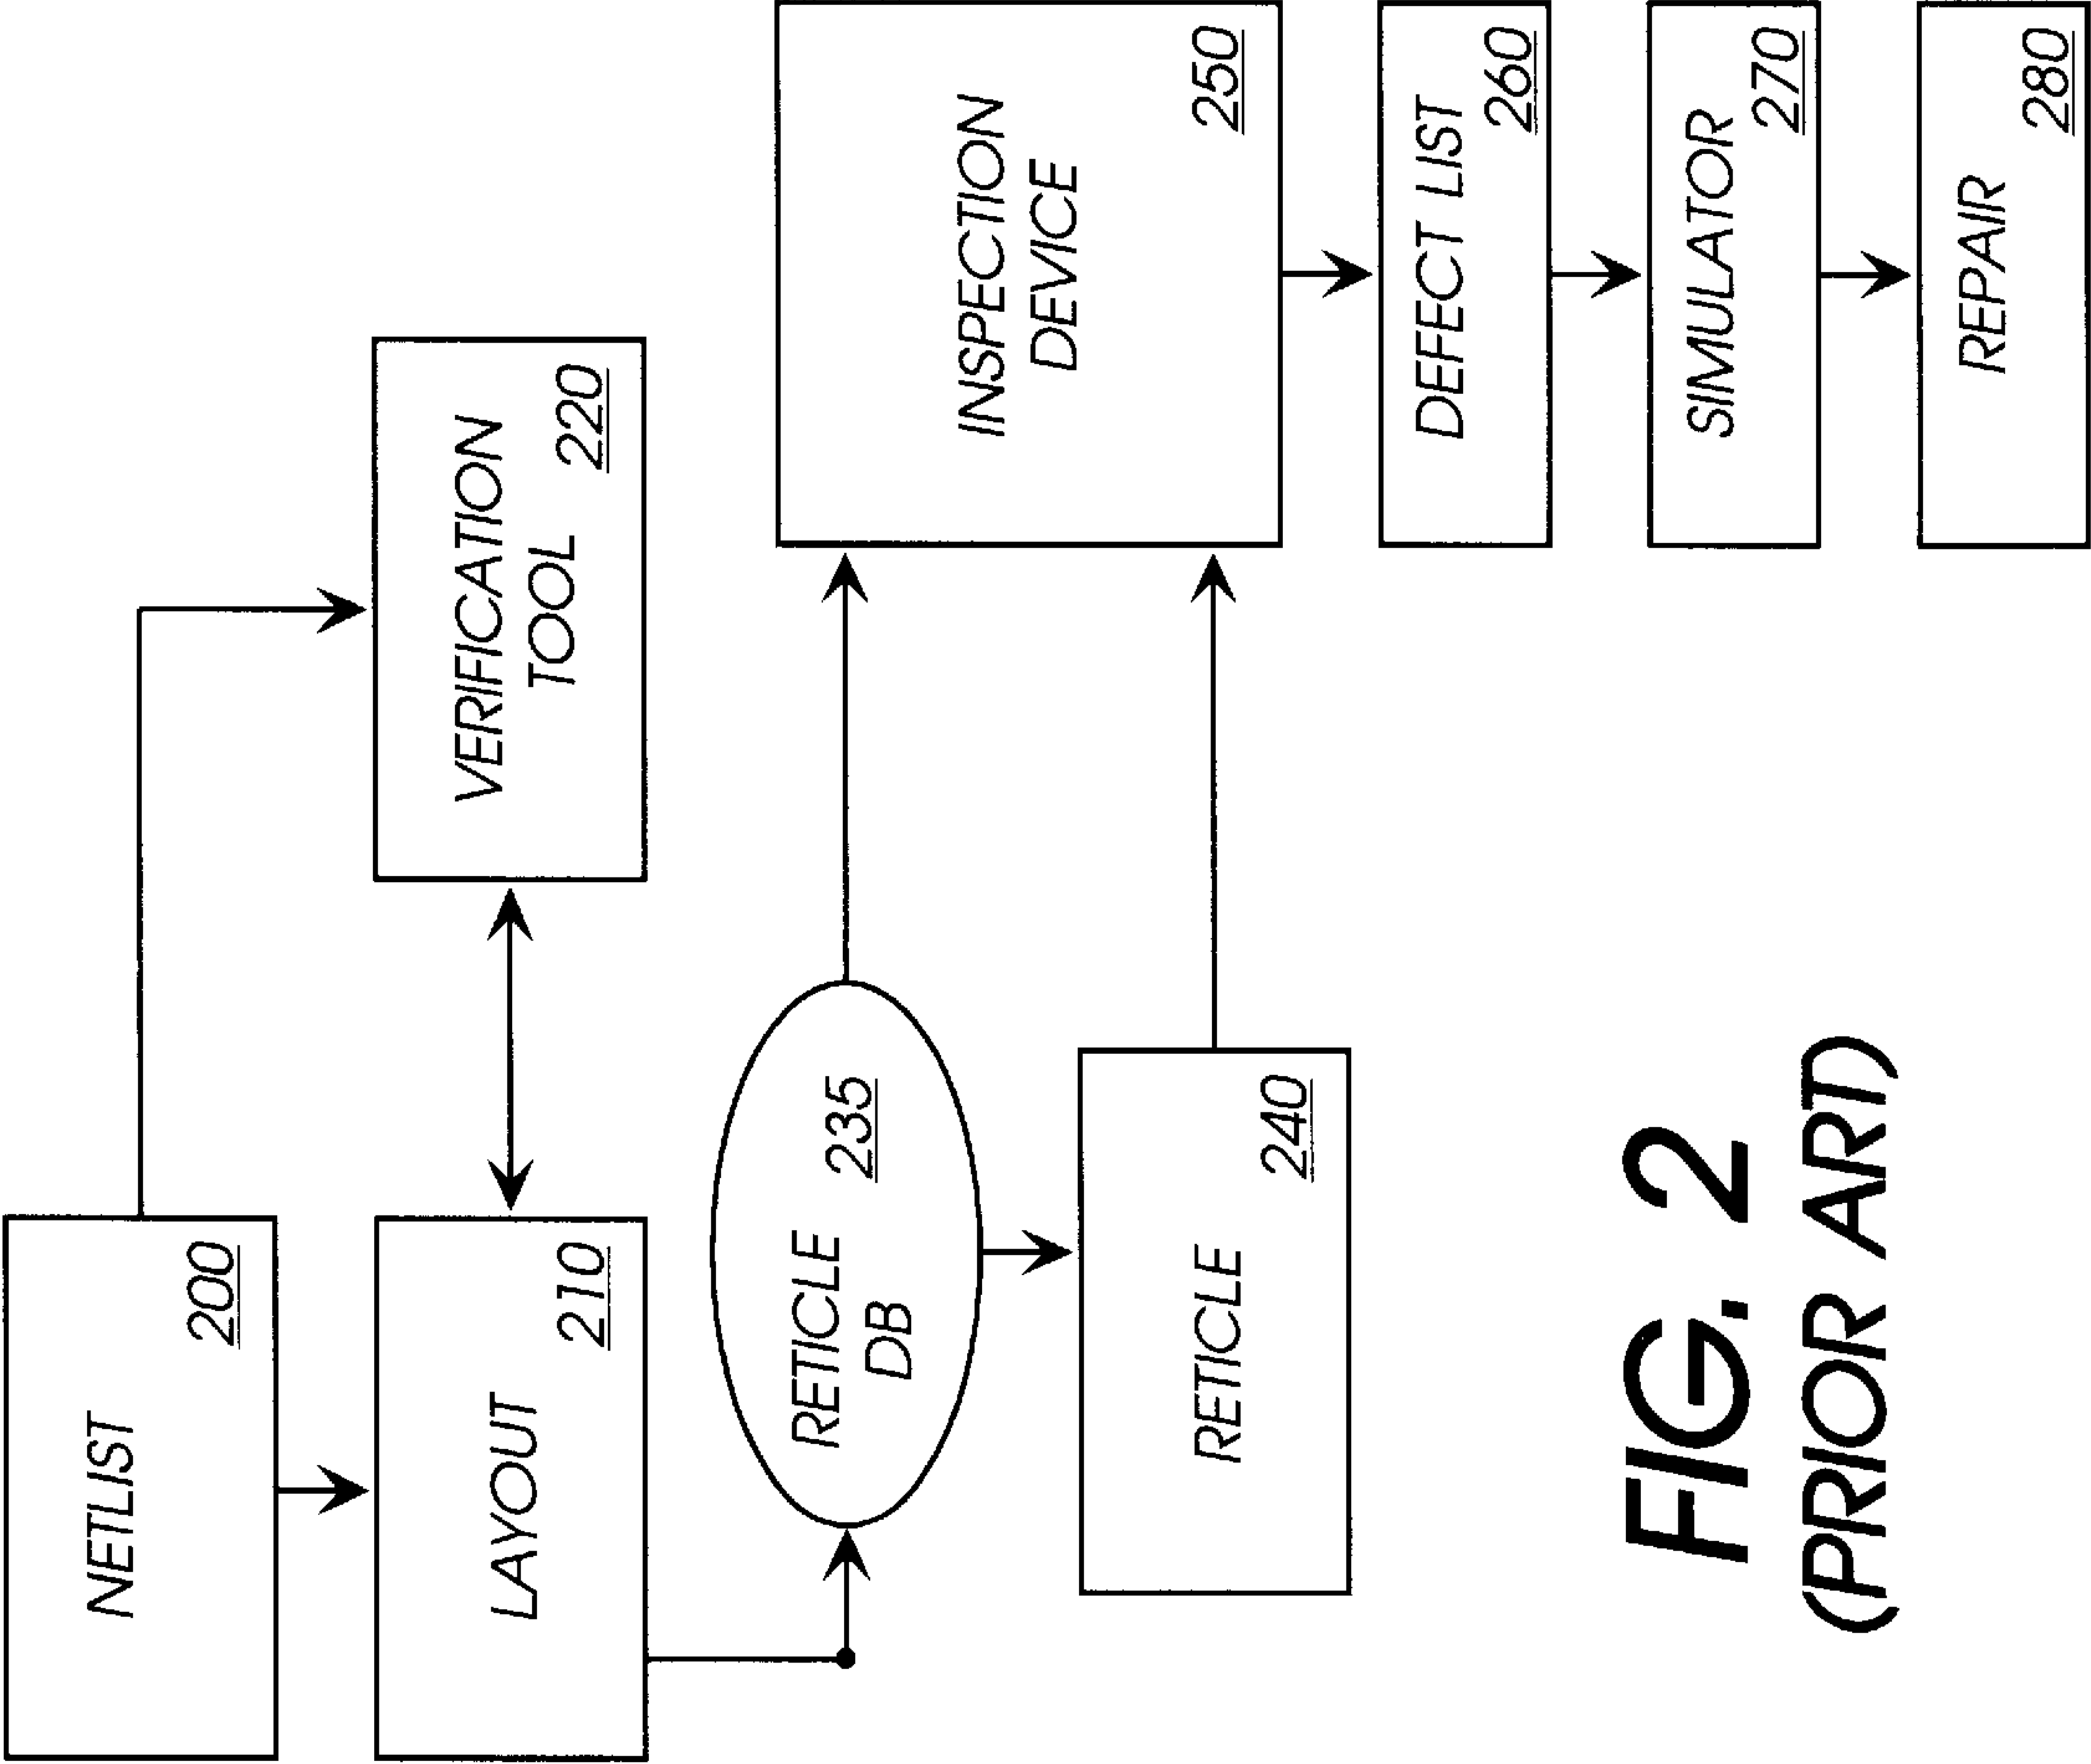 NETLIST
200
LAYOUT
210
VERIFICATION
TOOL 220
RETICLE
DB
235
RETICLE
240
INSPECTION
DEVICE
250
DEFECT LIST
260
SIMULATOR
270
REPAIR
280
FIG. 2
(PRIOR ART)